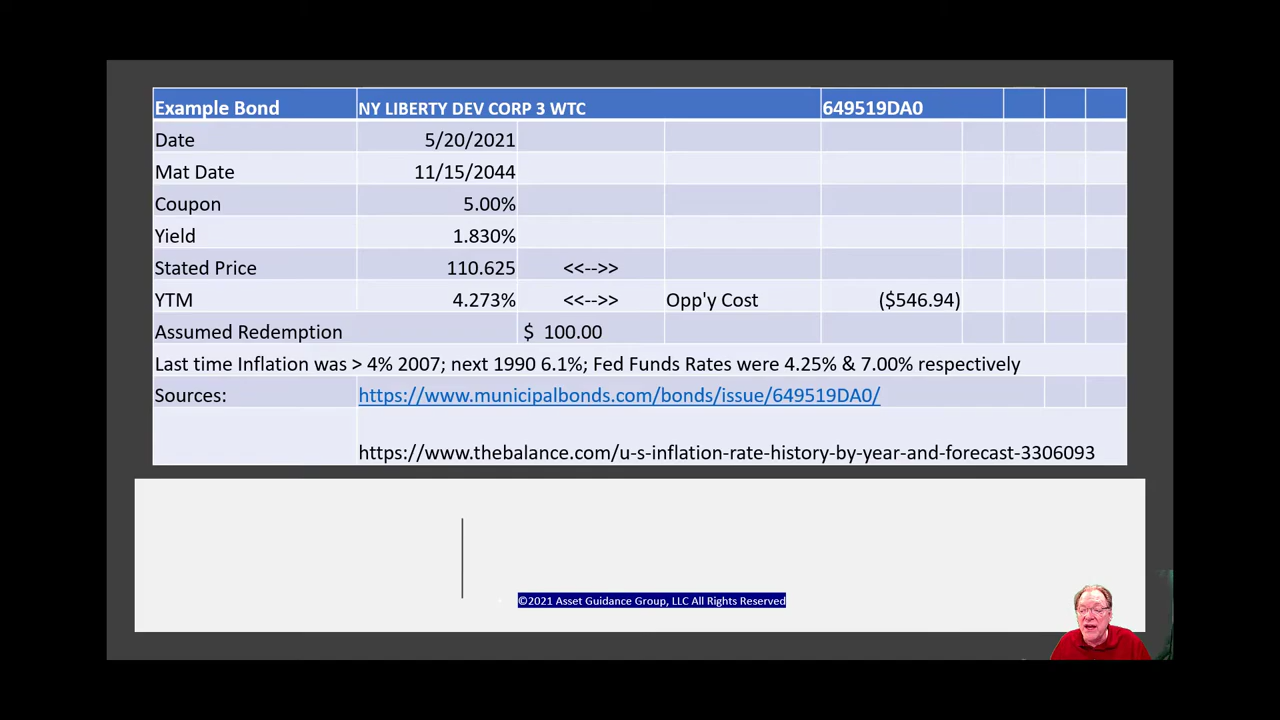 Example Bond NY LIBERTY DEV CORP 3 WTC 649519DA0
Date 5/20/2021
Mat Date 11/15/2044
Coupon 5.00%
Yield 1.830%
Stated Price 110.625 <<-->>
YTM 4.273% <<-->> Opp'y Cost ($546.94)
Assumed Redemption $ 100.00
Last time Inflation was > 4% 2007; next 1990 6.1%; Fed Funds Rates were 4.25% & 7.00% respectively
Sources: https://www.municipalbonds.com/bonds/issue/649519DA0/
https://www.thebalance.com/u-s-inflation-rate-history-by-year-and-forecast-3306093
©2021 Asset Guidance Group, LLC All Rights Reserved